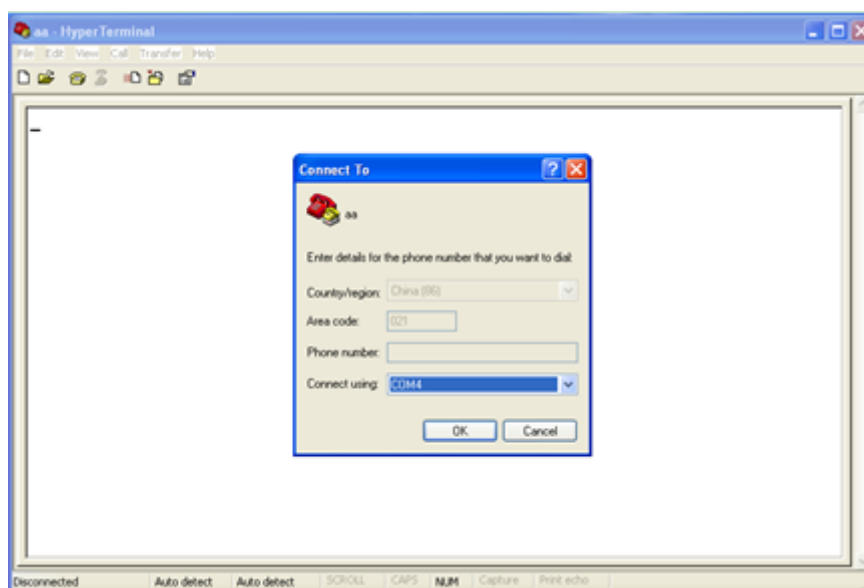 aa - HyperTerminal
File Edit View Call Transfer Help
Connect To
aa
Enter details for the phone number that you want to dial:
Country/region: China (86)
Area code: 021
Phone number:
Connect using: COM4
OK Cancel
Disconnected Auto detect Auto detect SCROLL CAPS NUM Capture Print echo